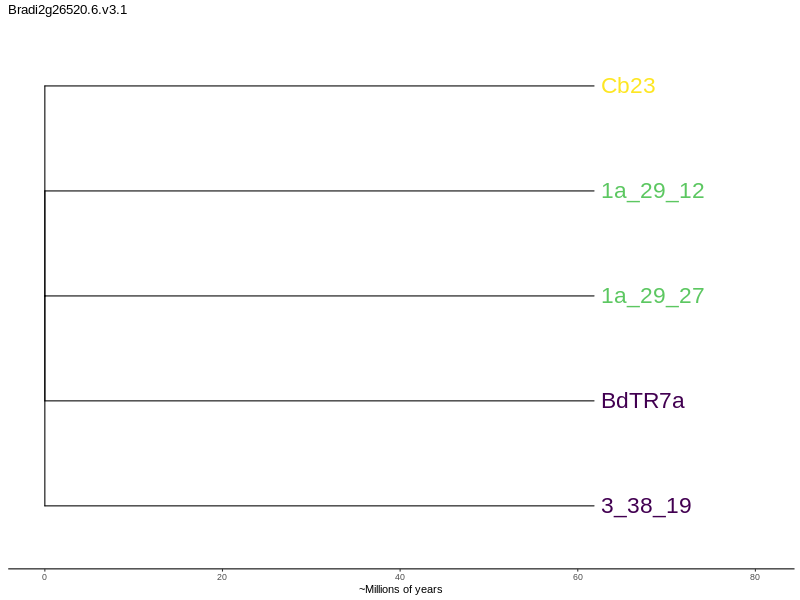 Bradi2g26520.6.v3.1
Cb23
1a_29_12
1a_29_27
BdTR7a
3_38_19
0 20 40 60 80
~Millions of years